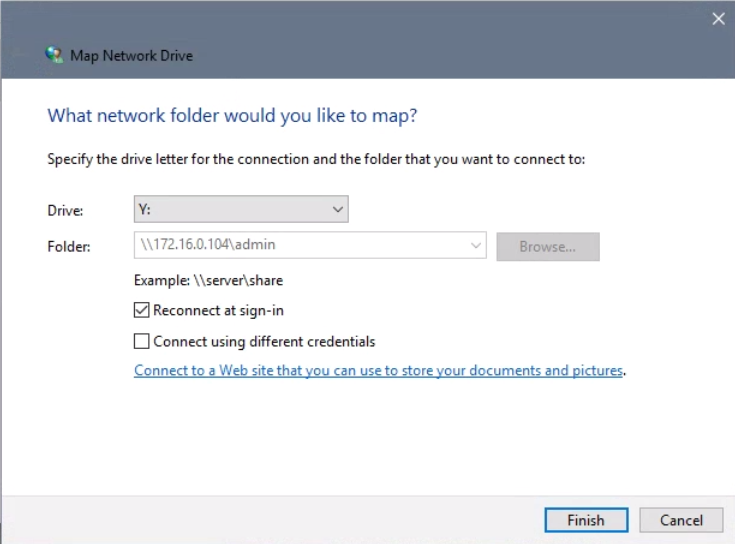 Map Network Drive
What network folder would you like to map?
Specify the drive letter for the connection and the folder that you want to connect to:
Drive: Y:
Folder: \\172.16.0.104\admin Browse...
Example: \\server\share
Reconnect at sign-in
Connect using different credentials
Connect to a Web site that you can use to store your documents and pictures.
Finish Cancel